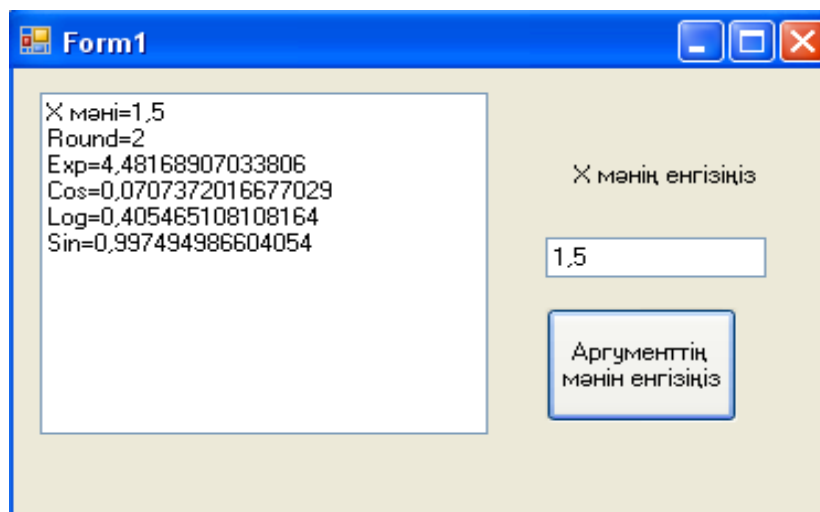 Form1
X мәні=1,5
Round=2
Exp=4,48168907033806
Cos=0,0707372016677029
Log=0,405465108108164
Sin=0,997494986604054
X мәнің енгізіңіз
1,5
Аргументтің
мәнін енгізіңіз